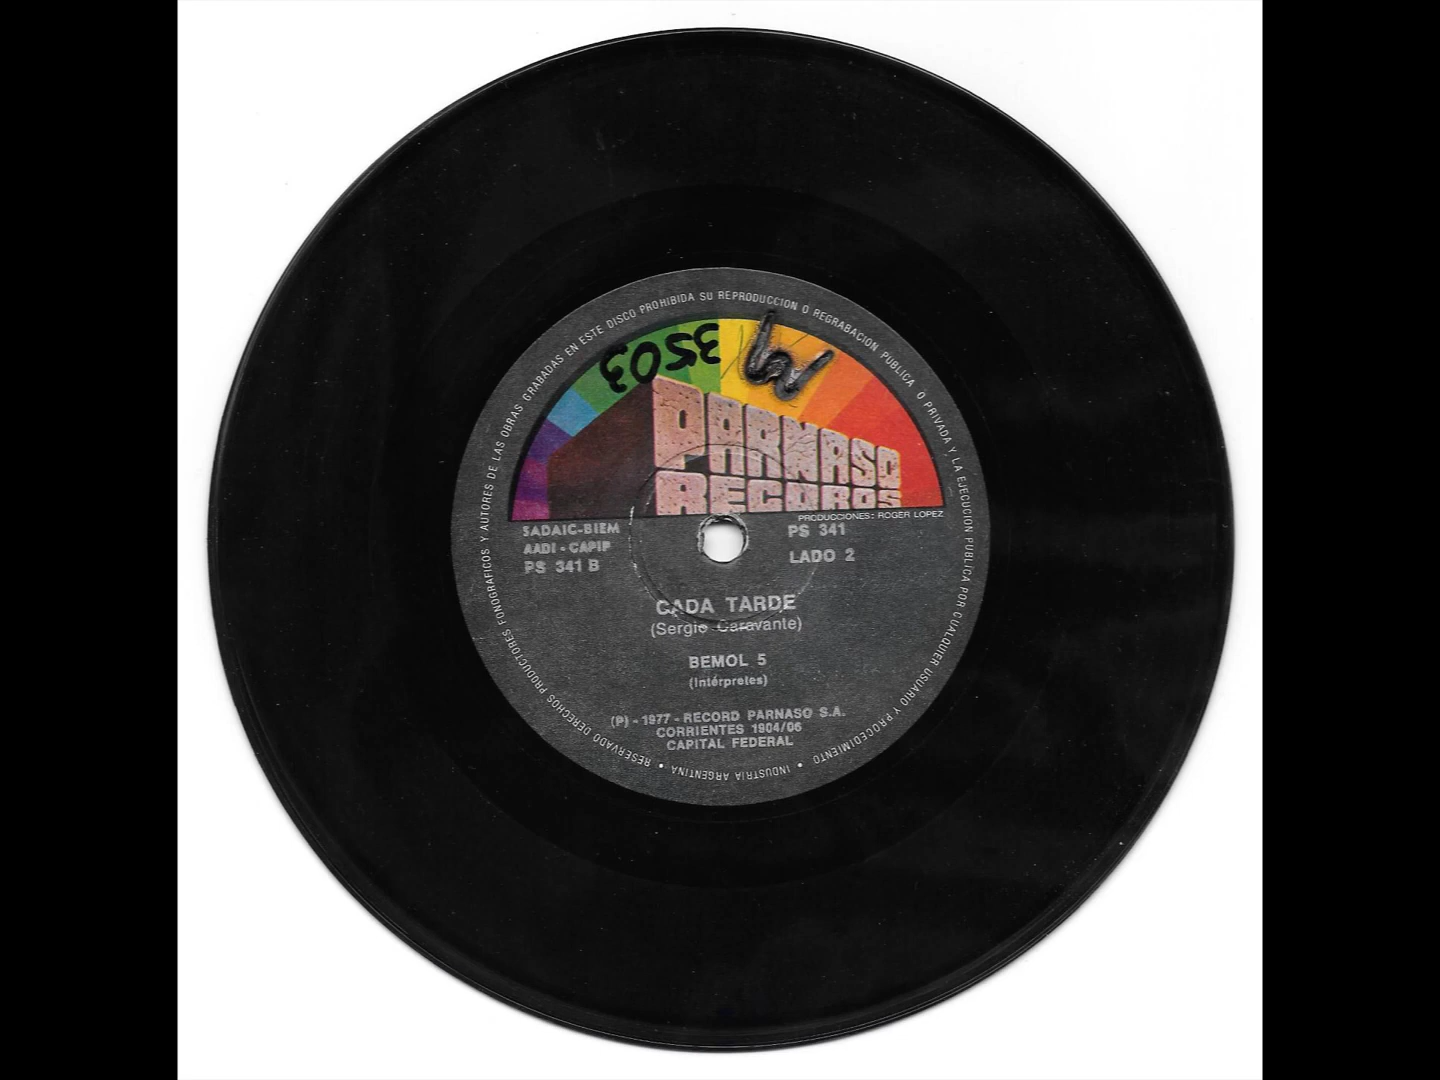 RESERVADO DERECHOS PRODUCTORES FONOGRAFICOS Y AUTORES DE LAS OBRAS GRABADAS EN ESTE DISCO PROHIBIDA SU REPRODUCCION O REGRABACION PUBLICA O PRIVADA Y LA EJECUCION PUBLICA POR CUALQUIER USUARIO Y PROCEDIMIENTO • INDUSTRIA ARGENTINA •
3503
PARNASO
RECORDS
PRODUCCIONES: ROGER LOPEZ
SADAIC-BIEM
AADI - CAPIF
PS 341 B
PS 341
LADO 2
CADA TARDE
(Sergio Caravante)
BEMOL 5
(Intérpretes)
(P) - 1977 - RECORD PARNASO S.A.
CORRIENTES 1904/06
CAPITAL FEDERAL